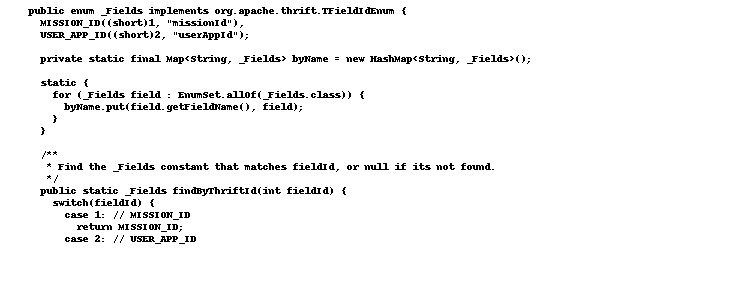 public enum _Fields implements org.apache.thrift.TFieldIdEnum {
MISSION_ID((short)1, "missionId"),
USER_APP_ID((short)2, "userAppId");
private static final Map<String, _Fields> byName = new HashMap<String, _Fields>();
static {
for (_Fields field : EnumSet.allOf(_Fields.class)) {
byName.put(field.getFieldName(), field);
}
}
/**
* Find the _Fields constant that matches fieldId, or null if its not found.
*/
public static _Fields findByThriftId(int fieldId) {
switch(fieldId) {
case 1: // MISSION_ID
return MISSION_ID;
case 2: // USER_APP_ID